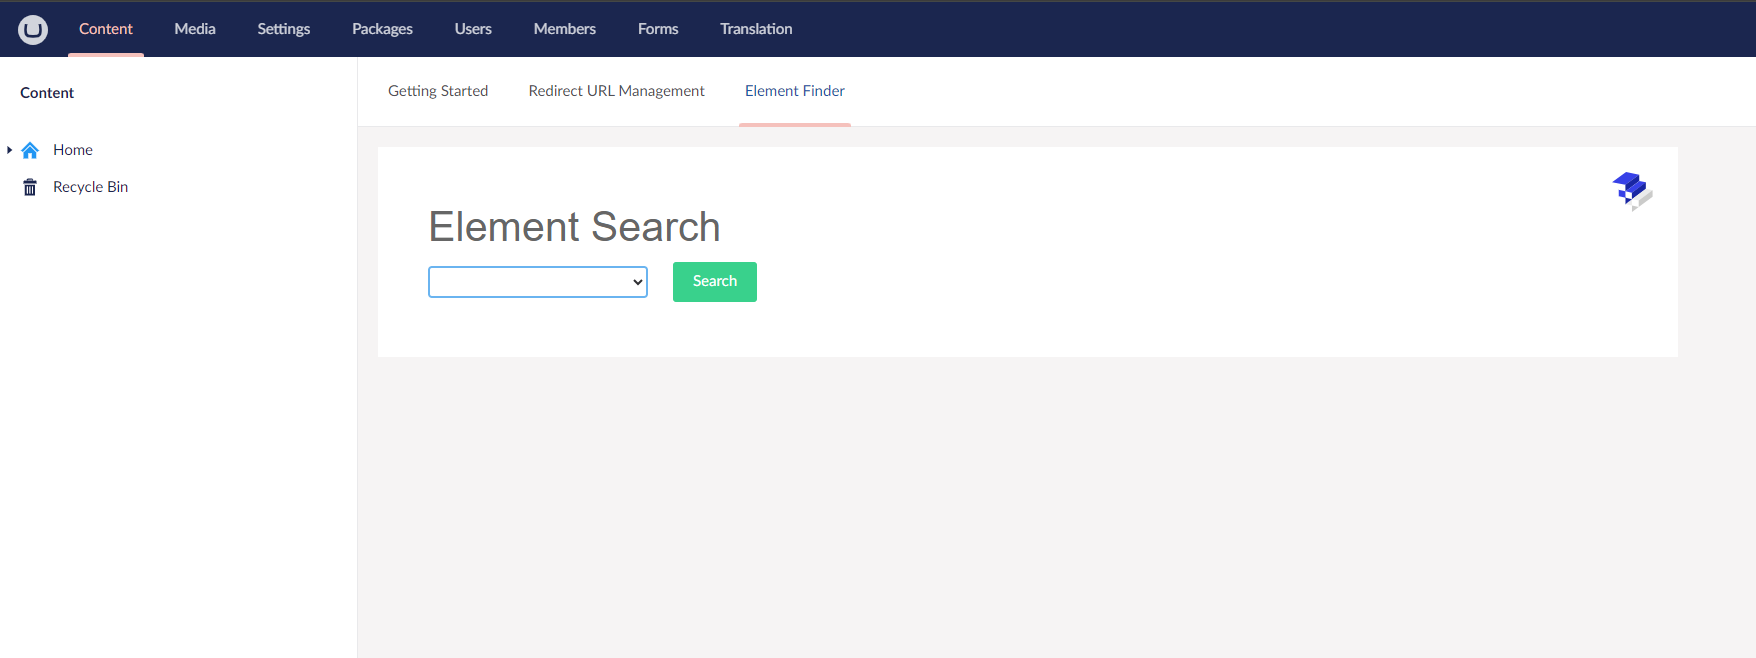 Content Media Settings Packages Users Members Forms Translation
Content
Home
Recycle Bin
Getting Started Redirect URL Management Element Finder
Element Search
Search